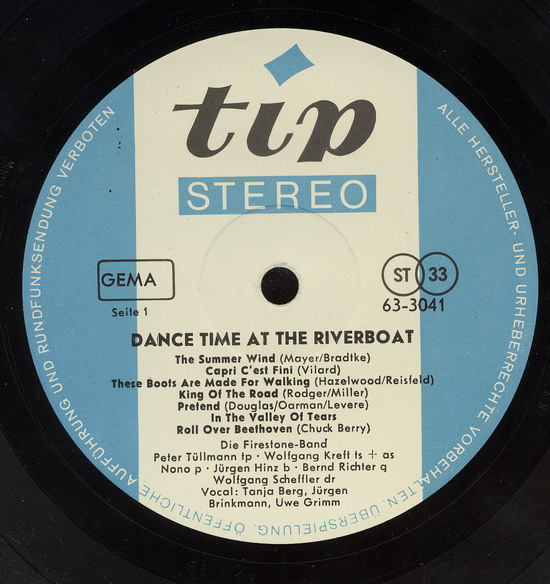 tip
STEREO
GEMA
ST 33
Seite 1
63-3041
DANCE TIME AT THE RIVERBOAT
The Summer Wind (Mayer/Bradtke)
Capri C'est Fini (Vilard)
These Boots Are Made For Walking (Hazelwood/Reisfeld)
King Of The Road (Rodger/Miller)
Pretend (Douglas/Oarman/Levere)
In The Valley Of Tears
Roll Over Beethoven (Chuck Berry)
Die Firestone-Band
Peter Tüllmann tp · Wolfgang Kreft ts + as
Nono p · Jürgen Hinz b · Bernd Richter g
Wolfgang Scheffler dr
Vocal: Tanja Berg, Jürgen
Brinkmann, Uwe Grimm
ALLE HERSTELLER- UND URHEBERRECHTE VORBEHALTEN. ÜBERSPIELUNG, ÖFFENTLICHE AUFFÜHRUNG UND RUNDFUNKSENDUNG VERBOTEN